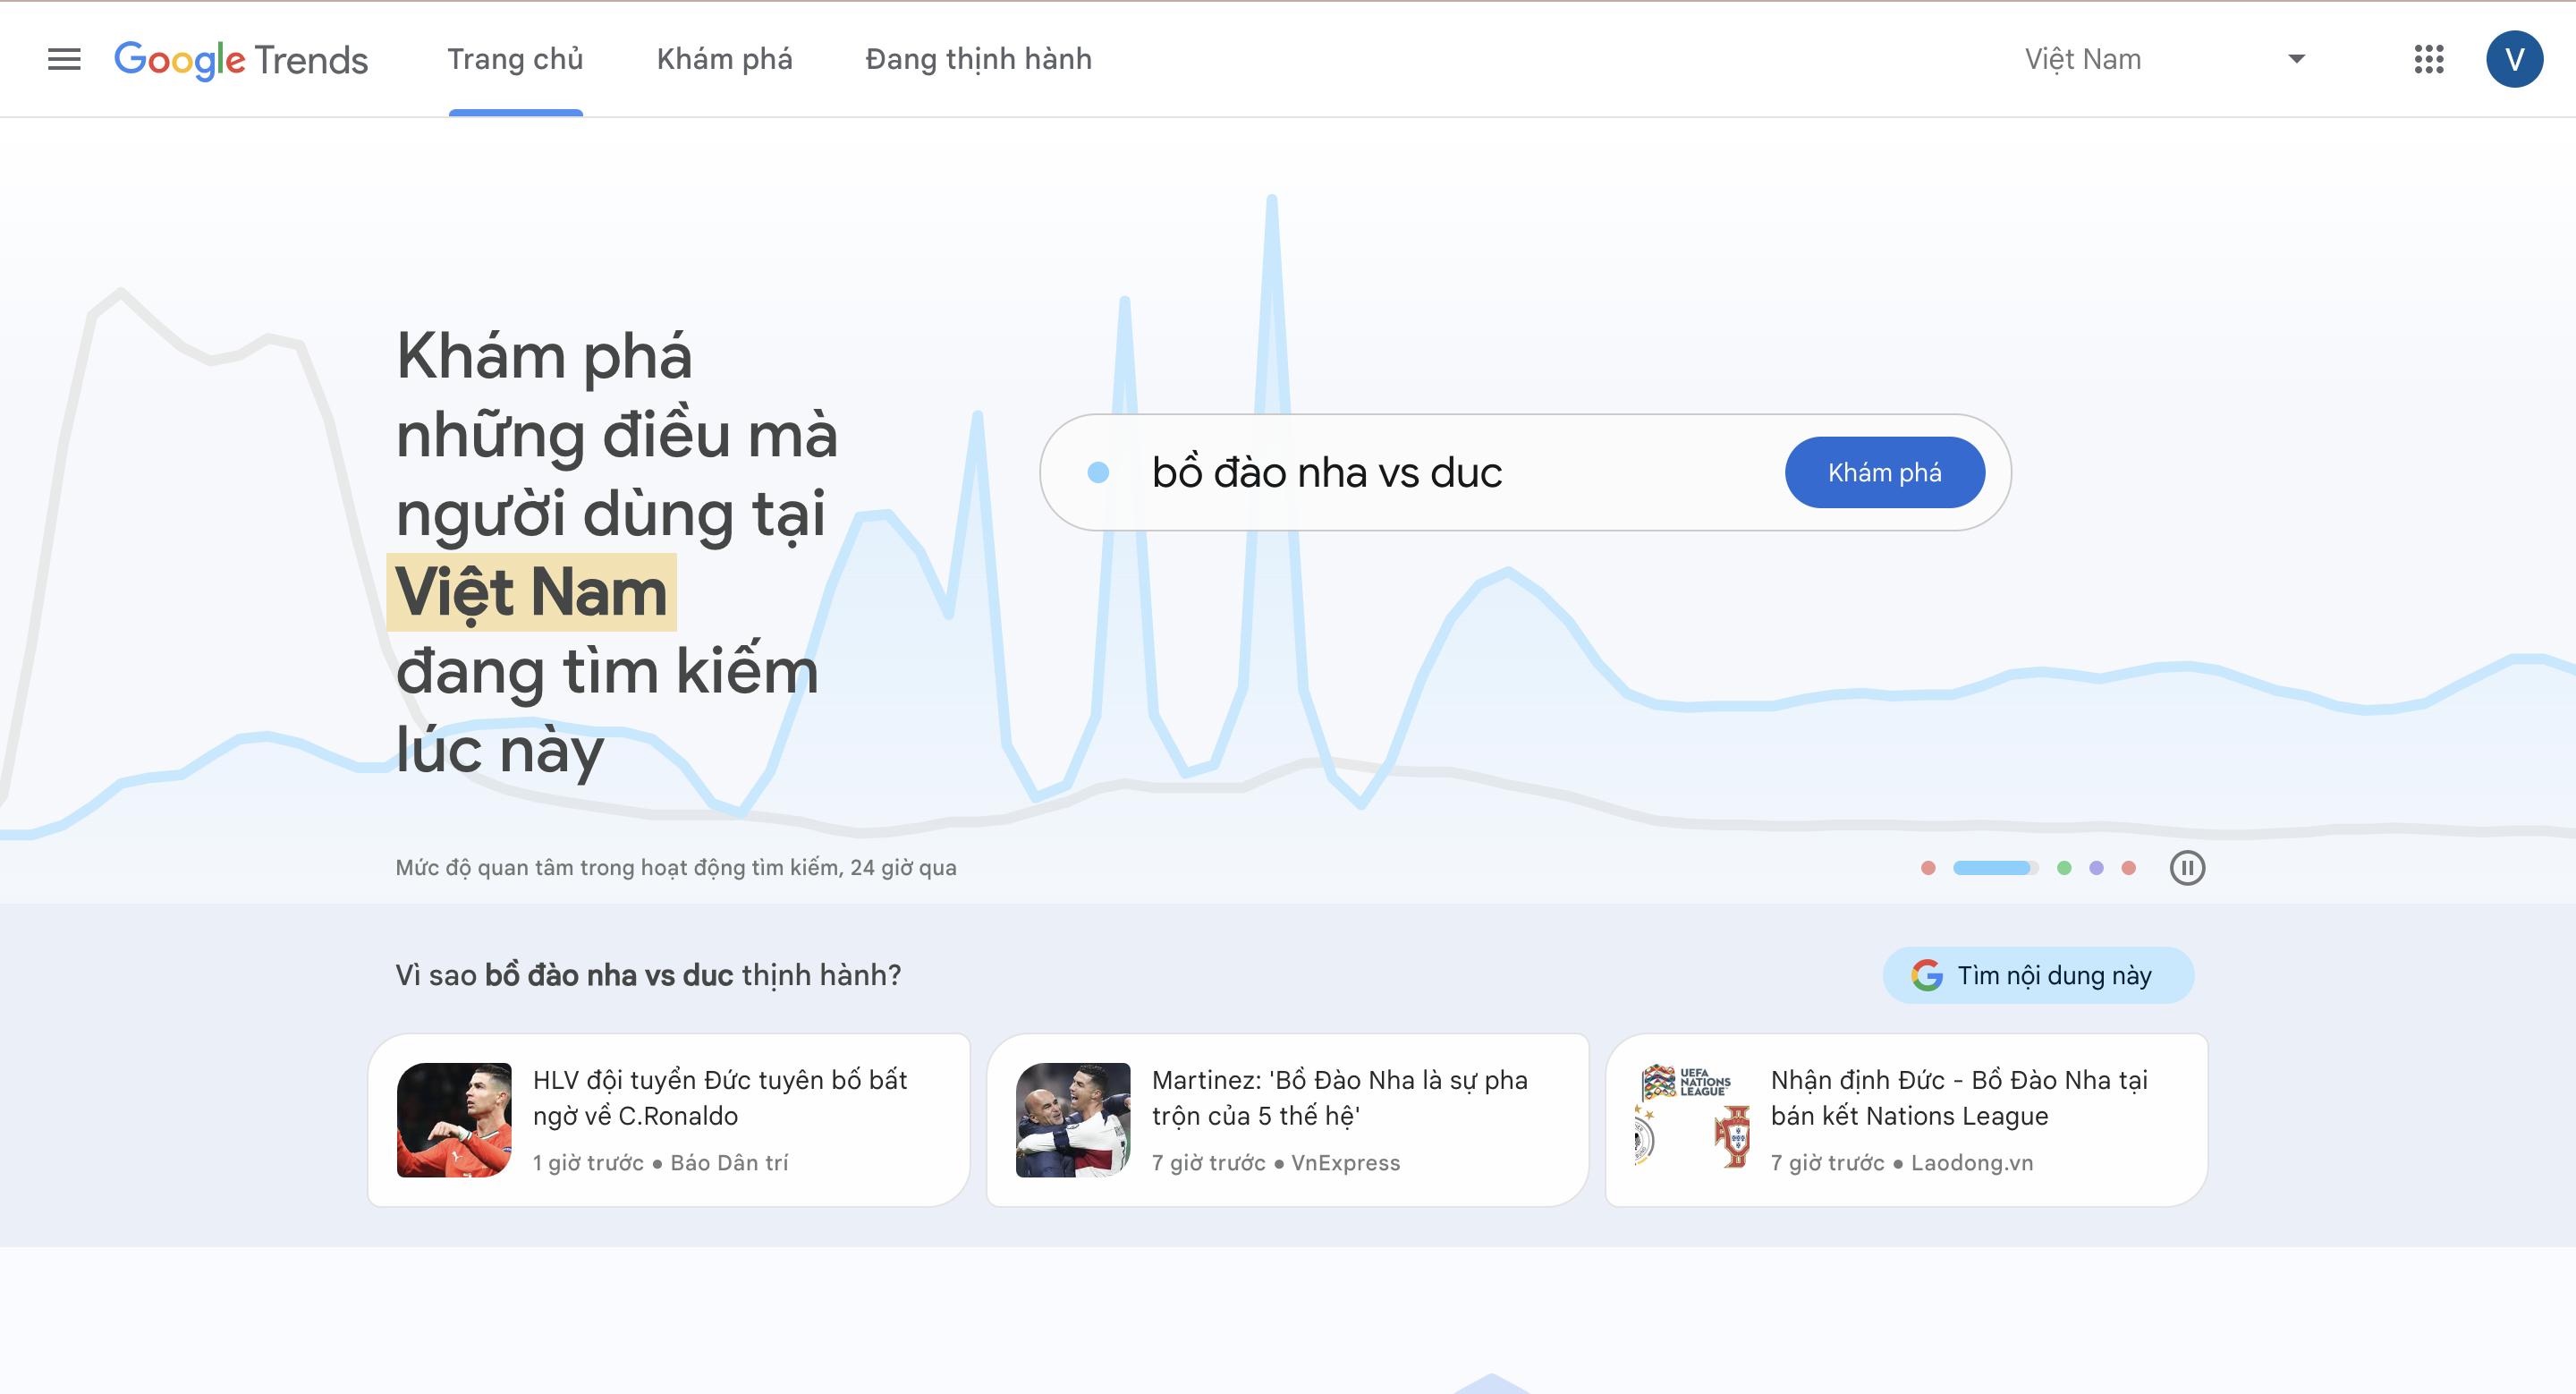 Google Trends
Trang chủ
Khám phá
Đang thịnh hành
Việt Nam
V
Khám phá
những điều mà
người dùng tại
Việt Nam
đang tìm kiếm
lúc này
bồ đào nha vs duc
Khám phá
Mức độ quan tâm trong hoạt động tìm kiếm, 24 giờ qua
Vì sao bồ đào nha vs duc thịnh hành?
Tìm nội dung này
HLV đội tuyển Đức tuyên bố bất
ngờ về C.Ronaldo
1 giờ trước ● Báo Dân trí
Martinez: 'Bồ Đào Nha là sự pha
trộn của 5 thế hệ'
7 giờ trước ● VnExpress
UEFA
NATIONS
LEAGUE
Nhận định Đức - Bồ Đào Nha tại
bán kết Nations League
7 giờ trước ● Laodong.vn